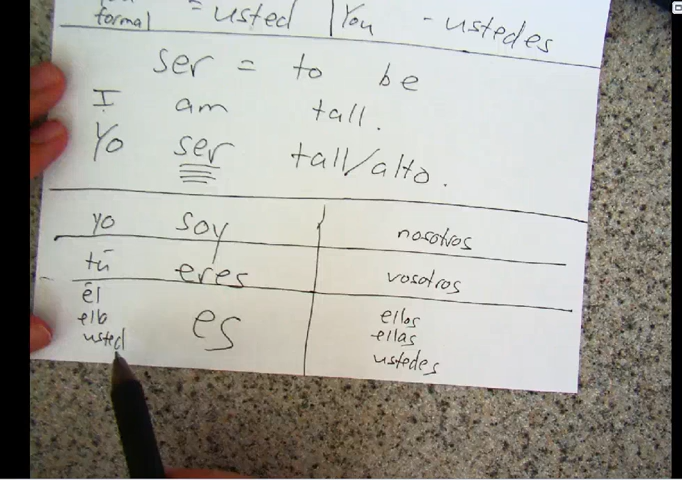 formal = usted | You - ustedes
ser = to be
I am tall.
Yo ser tall/alto.
yo soy nosotros
tú eres vosotros
él
ella es ellos
usted ellas
ustedes